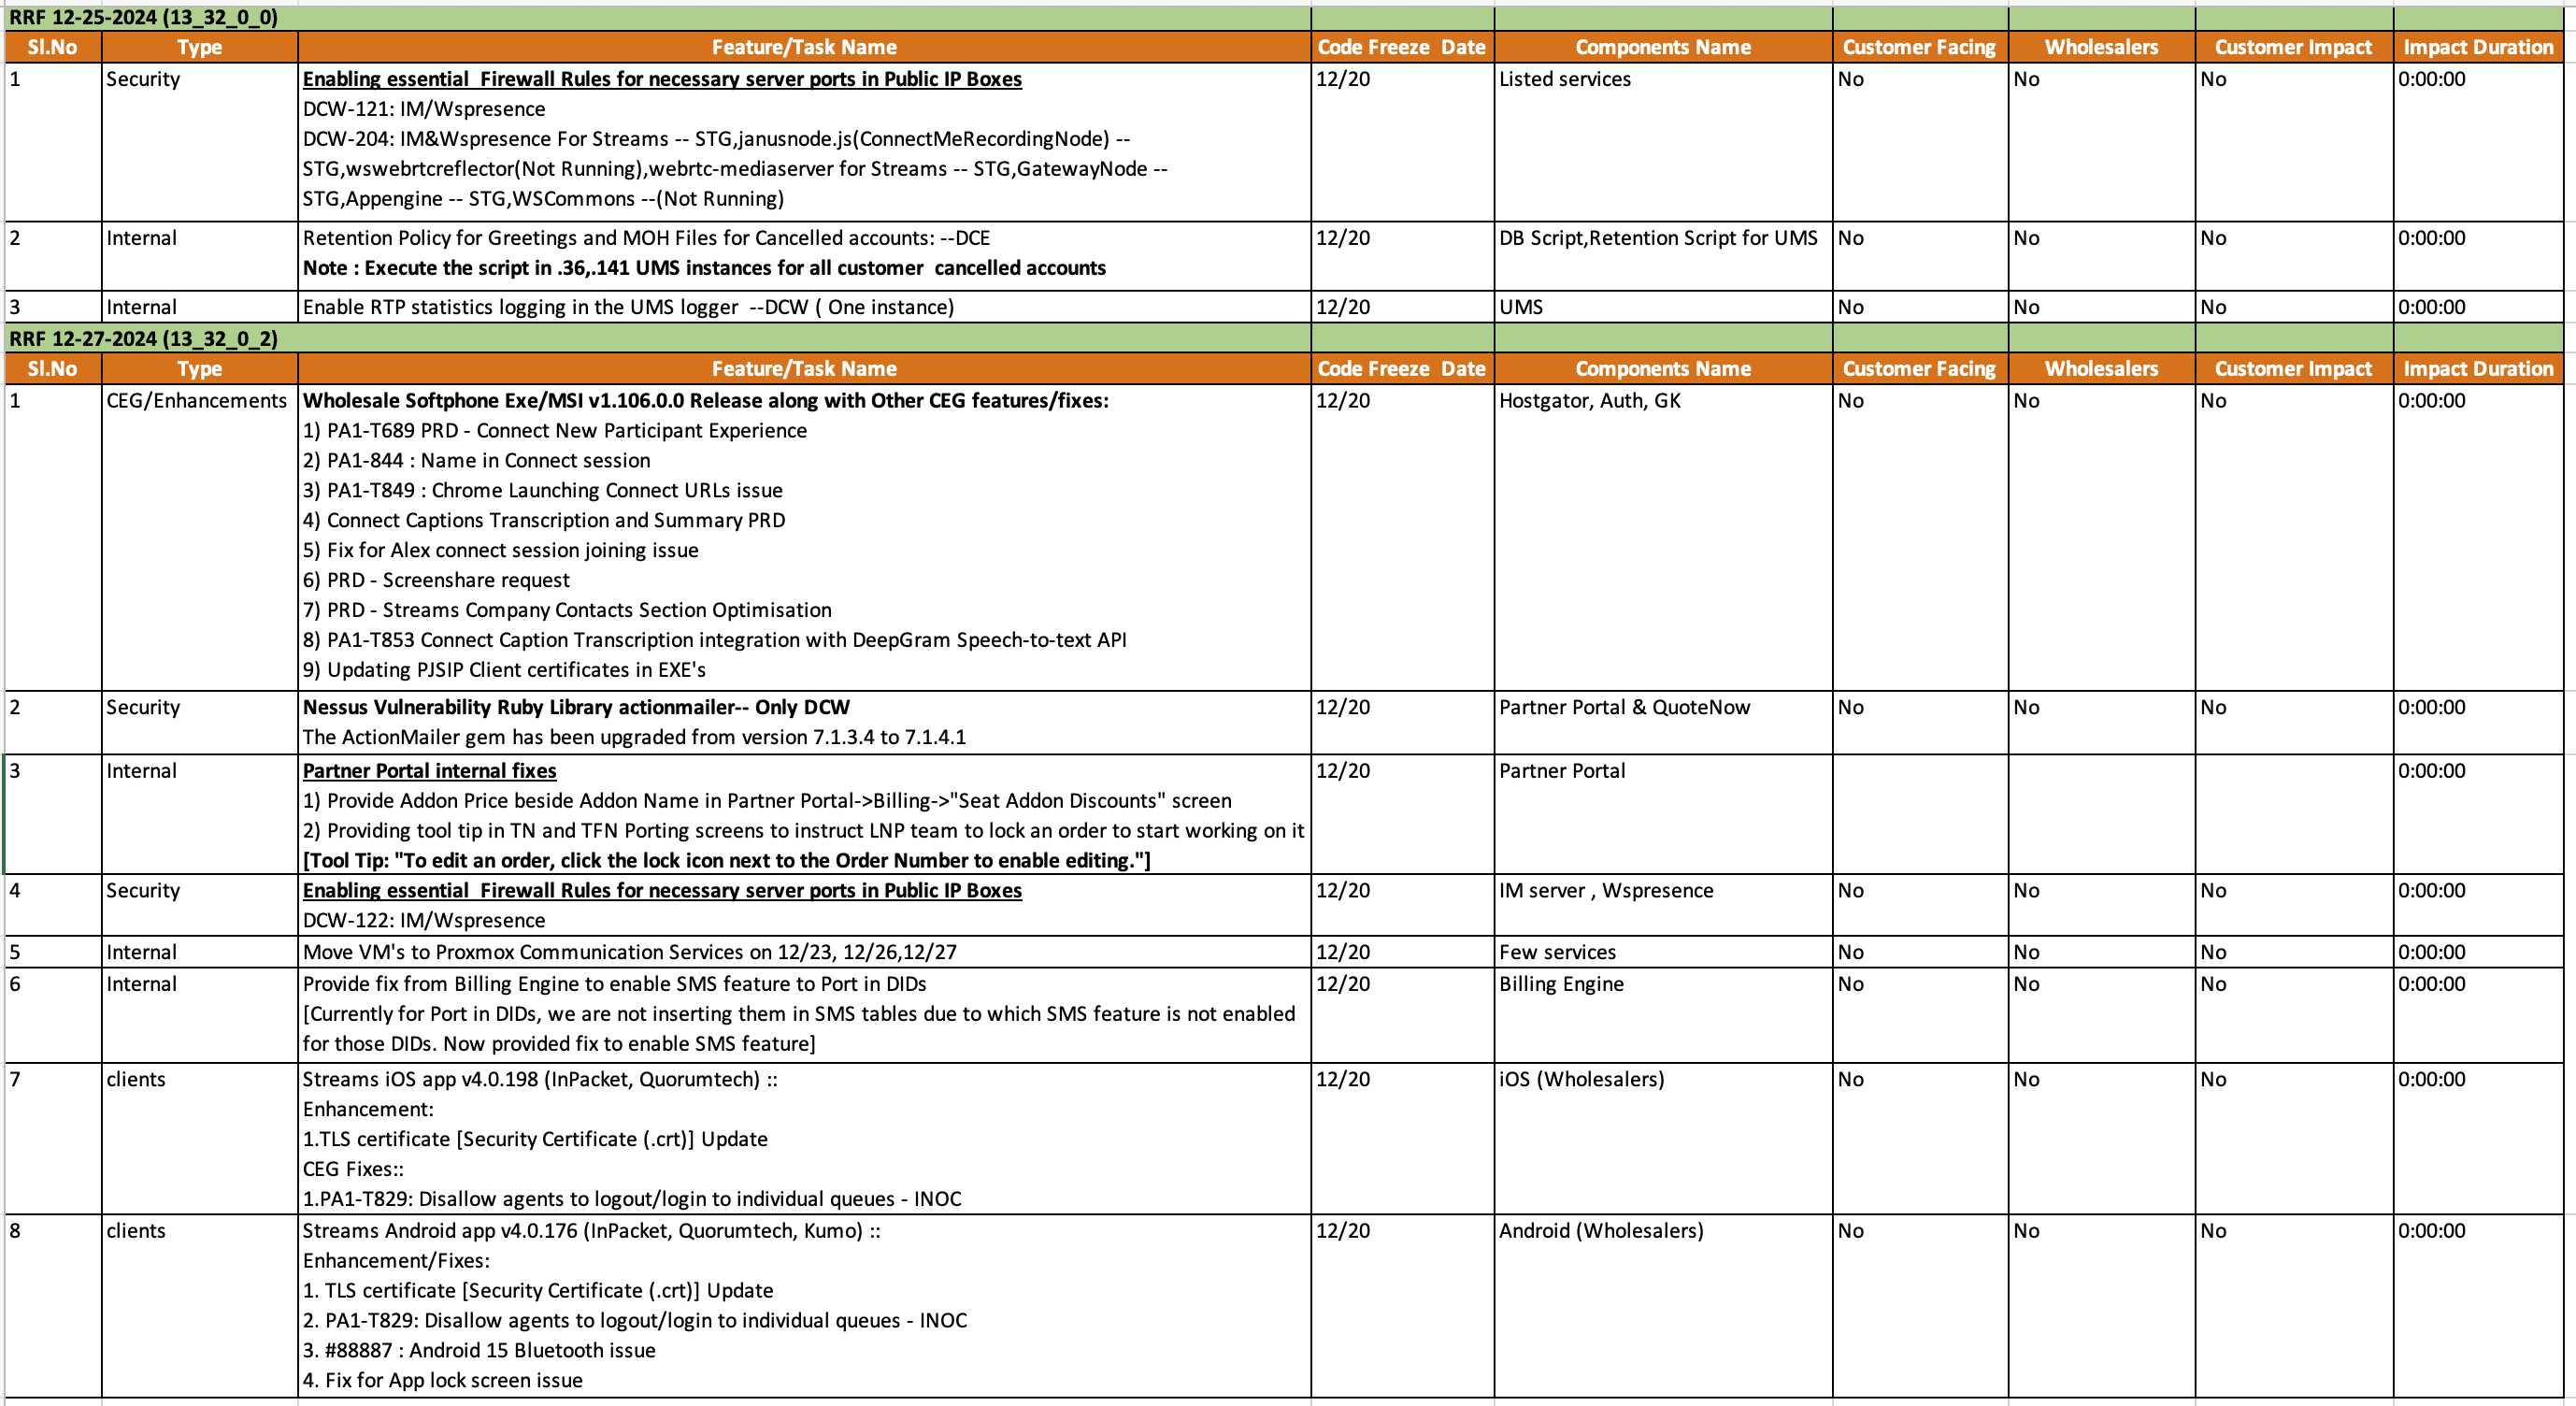 RRF 12-25-2024 (13_32_0_0)
Sl.No Type Feature/Task Name Code Freeze  Date Components Name Customer Facing Wholesalers Customer Impact Impact Duration
1 Security Enabling essential  Firewall Rules for necessary server ports in Public IP Boxes 12/20 Listed services No No No 0:00:00
DCW-121: IM/Wspresence
DCW-204: IM&Wspresence For Streams -- STG,janusnode.js(ConnectMeRecordingNode) --
STG,wswebrtcreflector(Not Running),webrtc-mediaserver for Streams -- STG,GatewayNode --
STG,Appengine -- STG,WSCommons --(Not Running)
2 Internal Retention Policy for Greetings and MOH Files for Cancelled accounts: --DCE 12/20 DB Script,Retention Script for UMS No No No 0:00:00
Note : Execute the script in .36,.141 UMS instances for all customer  cancelled accounts
3 Internal Enable RTP statistics logging in the UMS logger  --DCW ( One instance) 12/20 UMS No No No 0:00:00
RRF 12-27-2024 (13_32_0_2)
Sl.No Type Feature/Task Name Code Freeze  Date Components Name Customer Facing Wholesalers Customer Impact Impact Duration
1 CEG/Enhancements Wholesale Softphone Exe/MSI v1.106.0.0 Release along with Other CEG features/fixes: 12/20 Hostgator, Auth, GK No No No 0:00:00
1) PA1-T689 PRD - Connect New Participant Experience
2) PA1-844 : Name in Connect session
3) PA1-T849 : Chrome Launching Connect URLs issue
4) Connect Captions Transcription and Summary PRD
5) Fix for Alex connect session joining issue
6) PRD - Screenshare request
7) PRD - Streams Company Contacts Section Optimisation
8) PA1-T853 Connect Caption Transcription integration with DeepGram Speech-to-text API
9) Updating PJSIP Client certificates in EXE's
2 Security Nessus Vulnerability Ruby Library actionmailer-- Only DCW 12/20 Partner Portal & QuoteNow No No No 0:00:00
The ActionMailer gem has been upgraded from version 7.1.3.4 to 7.1.4.1
3 Internal Partner Portal internal fixes 12/20 Partner Portal 0:00:00
1) Provide Addon Price beside Addon Name in Partner Portal->Billing->"Seat Addon Discounts" screen
2) Providing tool tip in TN and TFN Porting screens to instruct LNP team to lock an order to start working on it
[Tool Tip: "To edit an order, click the lock icon next to the Order Number to enable editing."]
4 Security Enabling essential  Firewall Rules for necessary server ports in Public IP Boxes 12/20 IM server , Wspresence No No No 0:00:00
DCW-122: IM/Wspresence
5 Internal Move VM's to Proxmox Communication Services on 12/23, 12/26,12/27 12/20 Few services No No No 0:00:00
6 Internal Provide fix from Billing Engine to enable SMS feature to Port in DIDs 12/20 Billing Engine No No No 0:00:00
[Currently for Port in DIDs, we are not inserting them in SMS tables due to which SMS feature is not enabled
for those DIDs. Now provided fix to enable SMS feature]
7 clients Streams iOS app v4.0.198 (InPacket, Quorumtech) :: 12/20 iOS (Wholesalers) No No No 0:00:00
Enhancement:
1.TLS certificate [Security Certificate (.crt)] Update
CEG Fixes::
1.PA1-T829: Disallow agents to logout/login to individual queues - INOC
8 clients Streams Android app v4.0.176 (InPacket, Quorumtech, Kumo) :: 12/20 Android (Wholesalers) No No No 0:00:00
Enhancement/Fixes:
1. TLS certificate [Security Certificate (.crt)] Update
2. PA1-T829: Disallow agents to logout/login to individual queues - INOC
3. #88887 : Android 15 Bluetooth issue
4. Fix for App lock screen issue